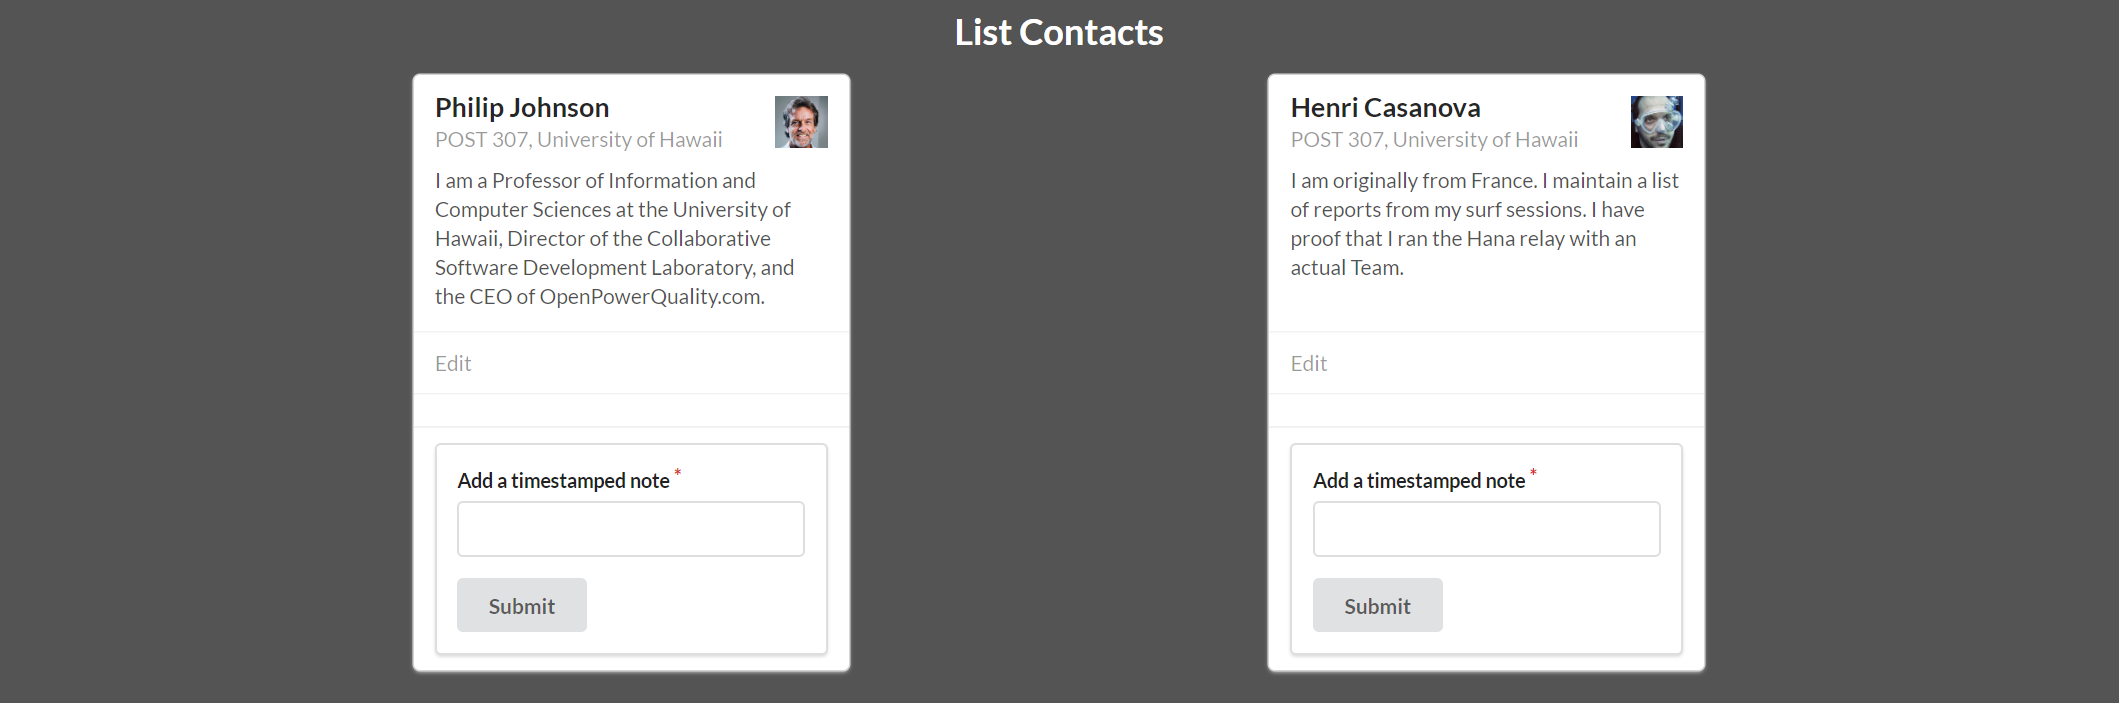 List Contacts
Philip Johnson
POST 307, University of Hawaii
I am a Professor of Information and
Computer Sciences at the University of
Hawaii, Director of the Collaborative
Software Development Laboratory, and
the CEO of OpenPowerQuality.com.
Edit
Add a timestamped note *
Submit
Henri Casanova
POST 307, University of Hawaii
I am originally from France. I maintain a list
of reports from my surf sessions. I have
proof that I ran the Hana relay with an
actual Team.
Edit
Add a timestamped note *
Submit